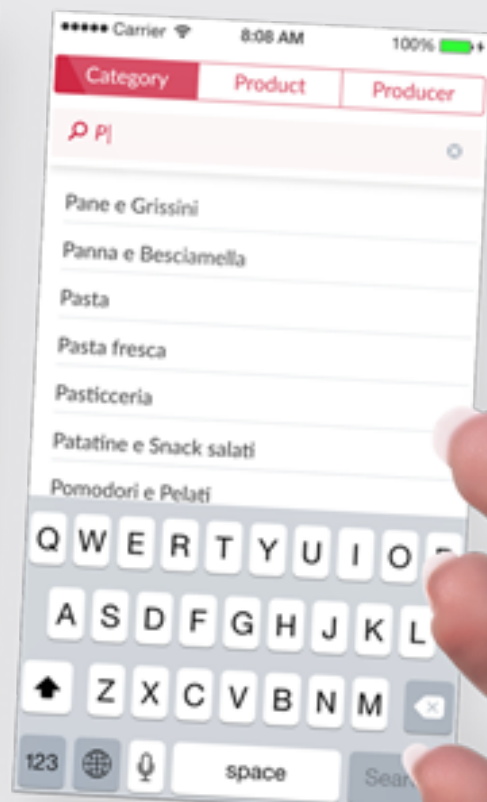 Carrier 8:08 AM 100%
Category Product Producer
P
Pane e Grissini
Panna e Besciamella
Pasta
Pasta fresca
Pasticceria
Patatine e Snack salati
Pomodori e Pelati
Q W E R T Y U I O P
A S D F G H J K L
Z X C V B N M
123 space